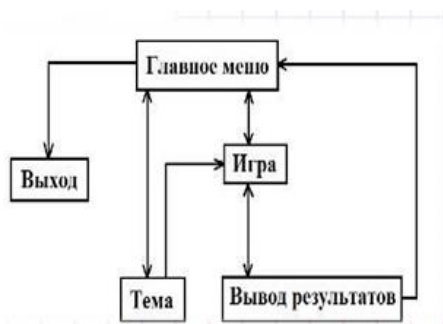 Главное меню
Игра
Выход
Тема
Вывод результатов